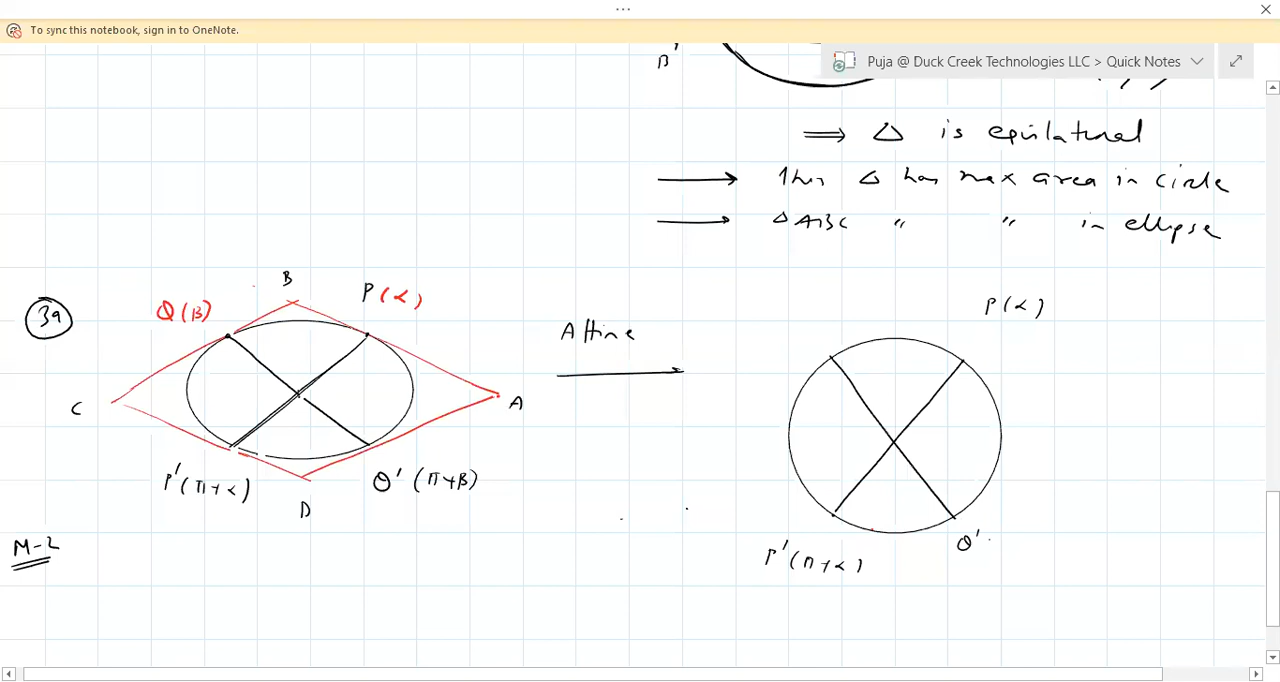 To sync this notebook, sign in to OneNote.
Puja @ Duck Creek Technologies LLC > Quick Notes
B'
⟹ △ is equilateral
⟶ This △ has max area in circle
⟶ △ABC " " in ellipse
39
B
Q(β)
P(α)
C
A
P'(π+α)
Q'(π+β)
D
M-2
Affine
P(α)
P'(π+α)
Q'